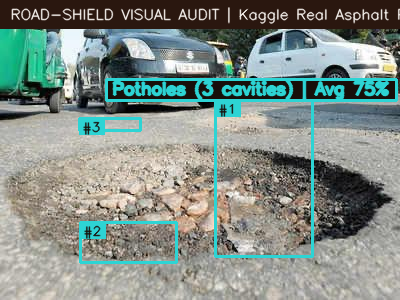 ROAD-SHIELD VISUAL AUDIT | Kaggle Real Asphalt
Potholes (3 cavities) | Avg 75%
#1
#3
#2